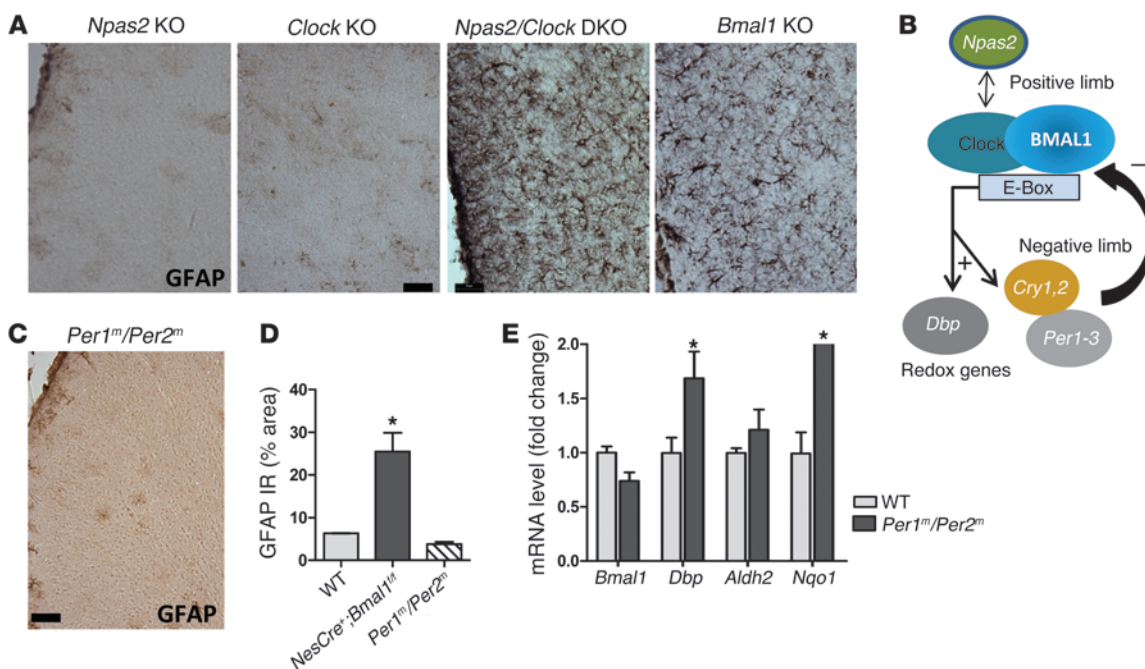 A
Npas2 KO
Clock KO
Npas2/Clock DKO
Bmal1 KO
GFAP
B
Npas2
Positive limb
Clock
BMAL1
E-Box
–
+
Negative limb
Cry1,2
Per1-3
Dbp
Redox genes
C
Per1ᵐ/Per2ᵐ
GFAP
D
GFAP IR (% area)
40
30
20
10
0
*
WT
NesCre⁺;Bmal1ᶠ/ᶠ
Per1ᵐ/Per2ᵐ
E
mRNA level (fold change)
2.0
1.5
1.0
0.5
0.0
*
*
Bmal1 Dbp Aldh2 Nqo1
WT
Per1ᵐ/Per2ᵐ